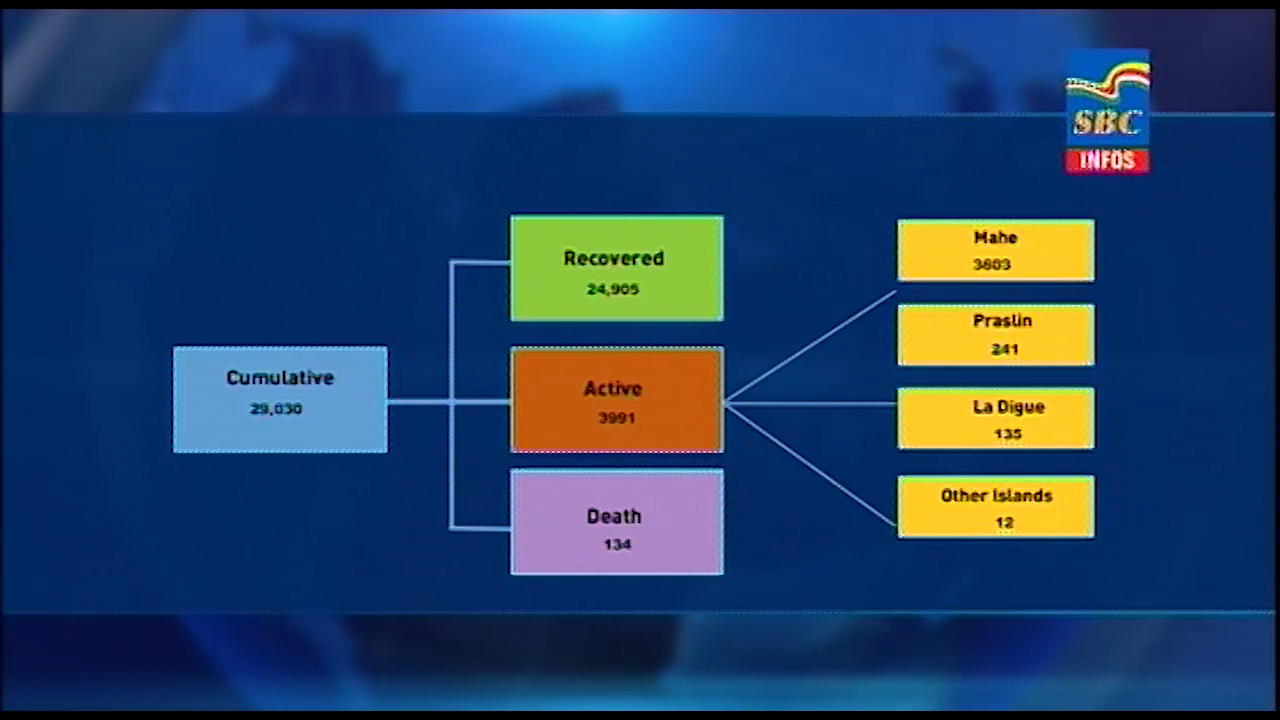 SBC
INFOS
Cumulative
29,030
Recovered
24,905
Active
3991
Death
134
Mahe
3603
Praslin
241
La Digue
135
Other Islands
12